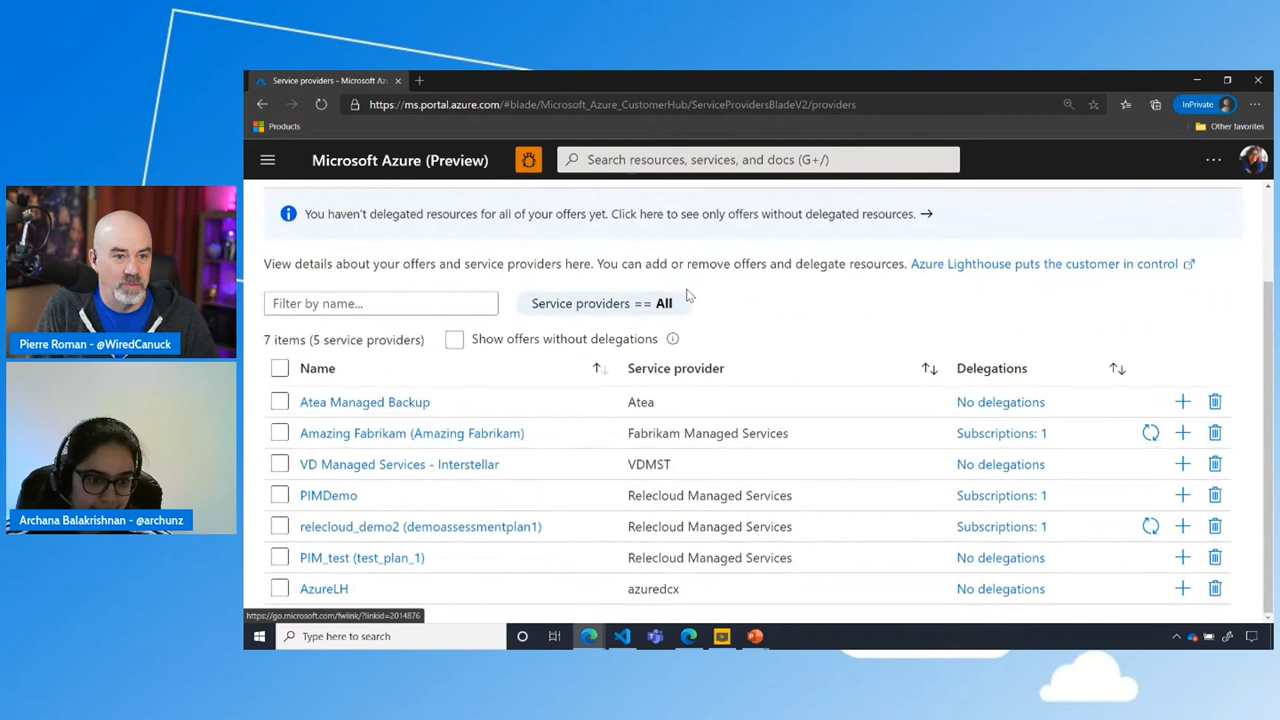 Service providers - Microsoft Az
https://ms.portal.azure.com/#blade/Microsoft_Azure_CustomerHub/ServiceProvidersBladeV2/providers
InPrivate
Products
Other favorites
Microsoft Azure (Preview)
Search resources, services, and docs (G+/)
You haven't delegated resources for all of your offers yet. Click here to see only offers without delegated resources. →
View details about your offers and service providers here. You can add or remove offers and delegate resources. Azure Lighthouse puts the customer in control
Filter by name...
Service providers == All
7 items (5 service providers)
Show offers without delegations
Name Service provider Delegations
Atea Managed Backup Atea No delegations
Amazing Fabrikam (Amazing Fabrikam) Fabrikam Managed Services Subscriptions: 1
VD Managed Services - Interstellar VDMST No delegations
PIMDemo Relecloud Managed Services Subscriptions: 1
relecloud_demo2 (demoassessmentplan1) Relecloud Managed Services Subscriptions: 1
PIM_test (test_plan_1) Relecloud Managed Services No delegations
AzureLH azuredcx No delegations
https://go.microsoft.com/fwlink/?linkid=2014876
Type here to search
Pierre Roman - @WiredCanuck
Archana Balakrishnan - @archunz